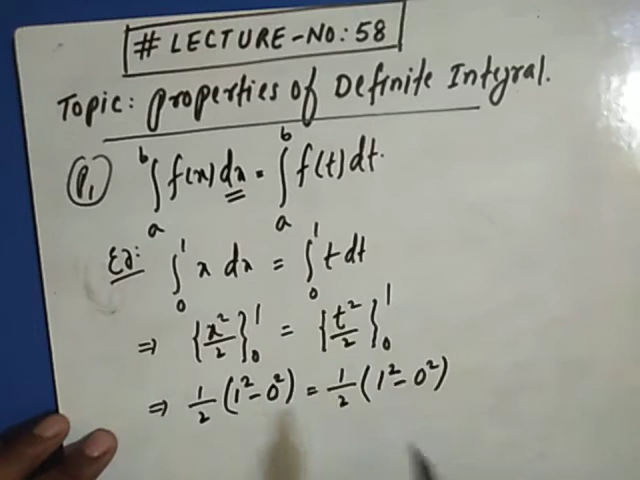 # LECTURE-NO:58
Topic: Properties of Definite Intgral.
P₁ ∫ₐᵇ f(x) dx = ∫ₐᵇ f(t) dt.
Ex: ∫₀¹ x dx = ∫₀¹ t dt
⇒ {x²/2}₀¹ = {t²/2}₀¹
⇒ 1/2 (1² - 0²) = 1/2 (1² - 0²)